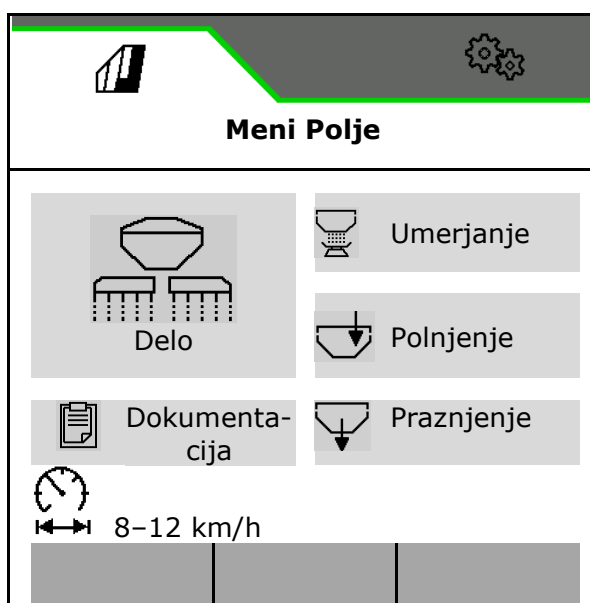 Meni Polje
Delo
Umerjanje
Polnjenje
Dokumenta-
cija
Praznjenje
8–12 km/h